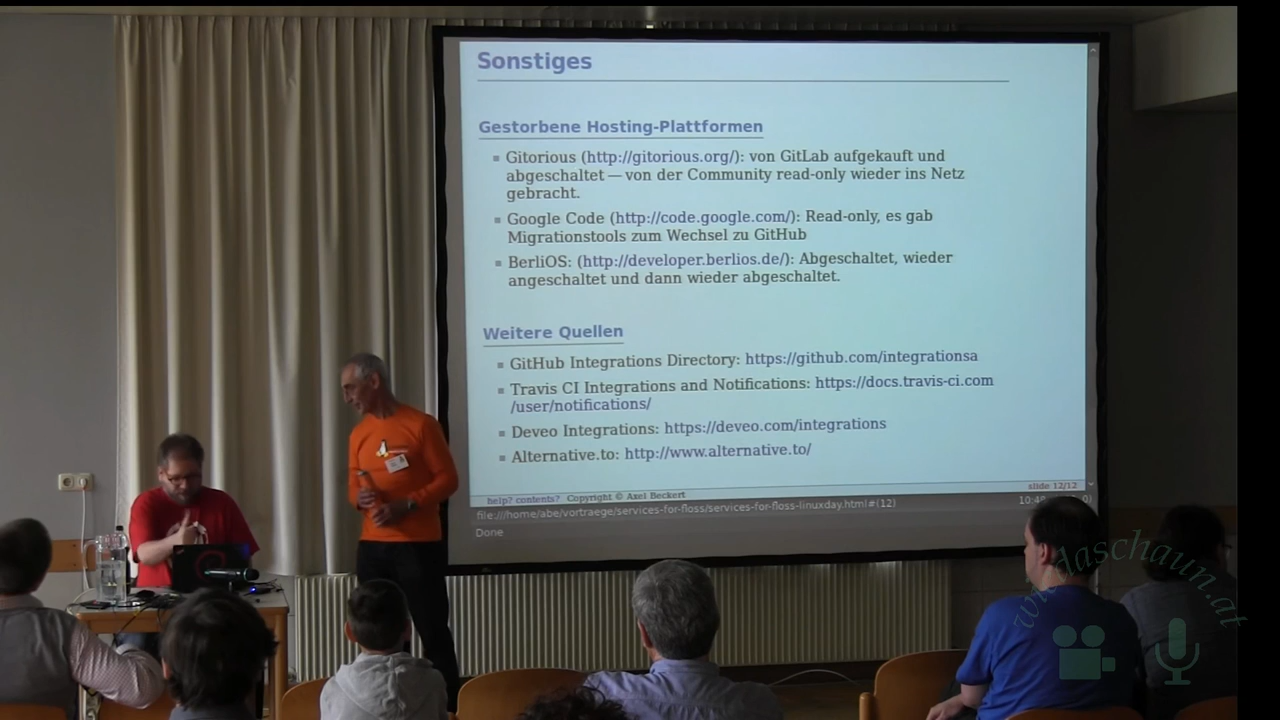 Sonstiges
Gestorbene Hosting-Plattformen
Gitorious (http://gitorious.org/): von GitLab aufgekauft und
abgeschaltet — von der Community read-only wieder ins Netz
gebracht.
Google Code (http://code.google.com/): Read-only, es gab
Migrationstools zum Wechsel zu GitHub
BerliOS: (http://developer.berlios.de/): Abgeschaltet, wieder
angeschaltet und dann wieder abgeschaltet.
Weitere Quellen
GitHub Integrations Directory: https://github.com/integrationsa
Travis CI Integrations and Notifications: https://docs.travis-ci.com
/user/notifications/
Deveo Integrations: https://deveo.com/integrations
Alternative.to: http://www.alternative.to/
help? contents? Copyright © Axel Beckert
slide 12/12
file:///home/abe/vortraege/services-for-floss/services-for-floss-linuxday.html#(12)
Done